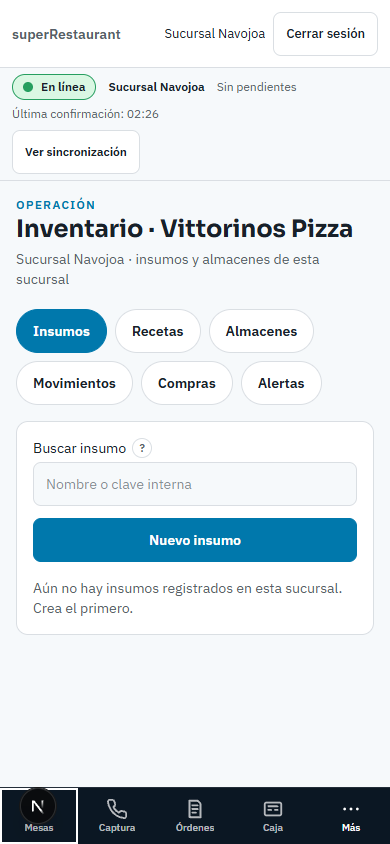 superRestaurant
Sucursal Navojoa
Cerrar sesión
En línea
Sucursal Navojoa
Sin pendientes
Última confirmación: 02:26
Ver sincronización
OPERACIÓN
Inventario · Vittorinos Pizza
Sucursal Navojoa · insumos y almacenes de esta
sucursal
Insumos
Recetas
Almacenes
Movimientos
Compras
Alertas
Buscar insumo ?
Nombre o clave interna
Nuevo insumo
Aún no hay insumos registrados en esta sucursal.
Crea el primero.
N
Mesas
Captura
Órdenes
Caja
Más